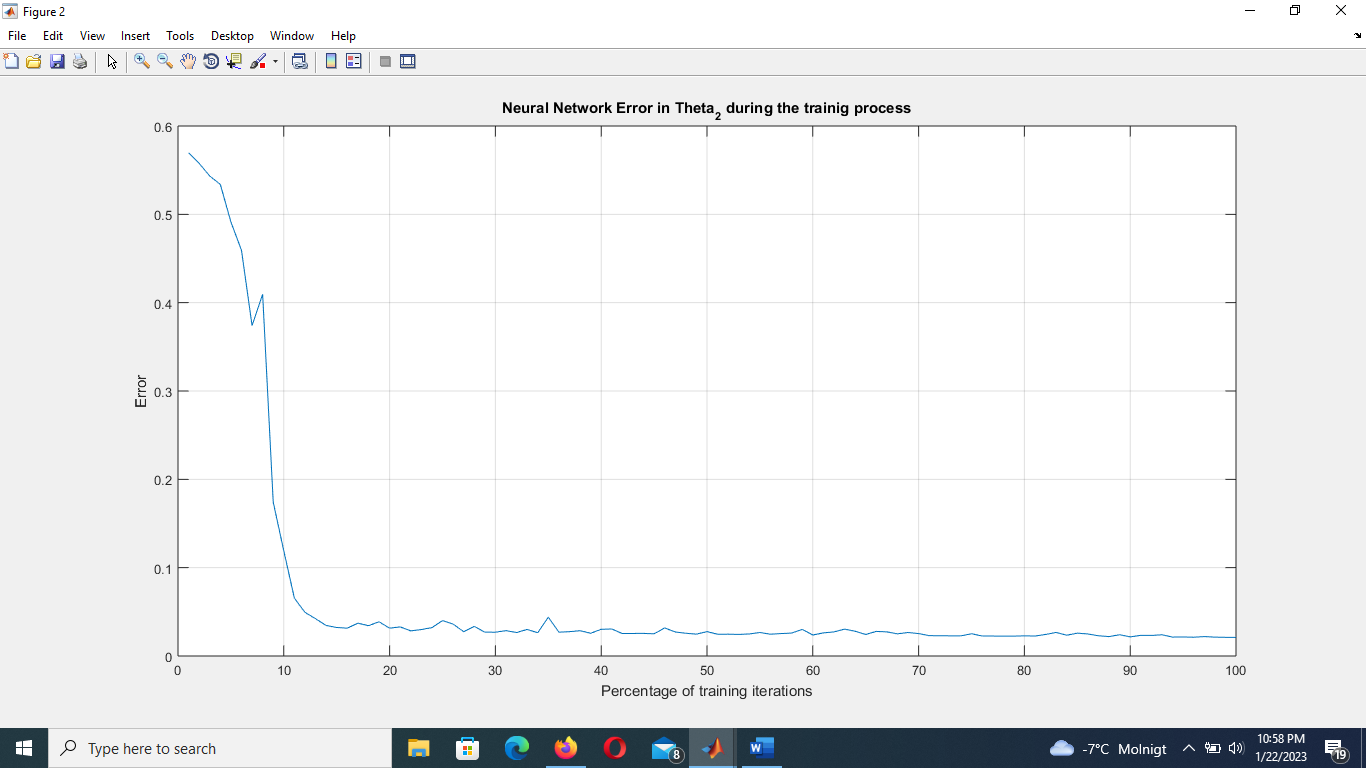 Figure 2
File Edit View Insert Tools Desktop Window Help
Neural Network Error in Theta2 during the trainig process
0.6
0.5
0.4
0.3
0.2
0.1
0
Error
0 10 20 30 40 50 60 70 80 90 100
Percentage of training iterations
Type here to search
8
-7°C Molnigt
10:58 PM
1/22/2023
19